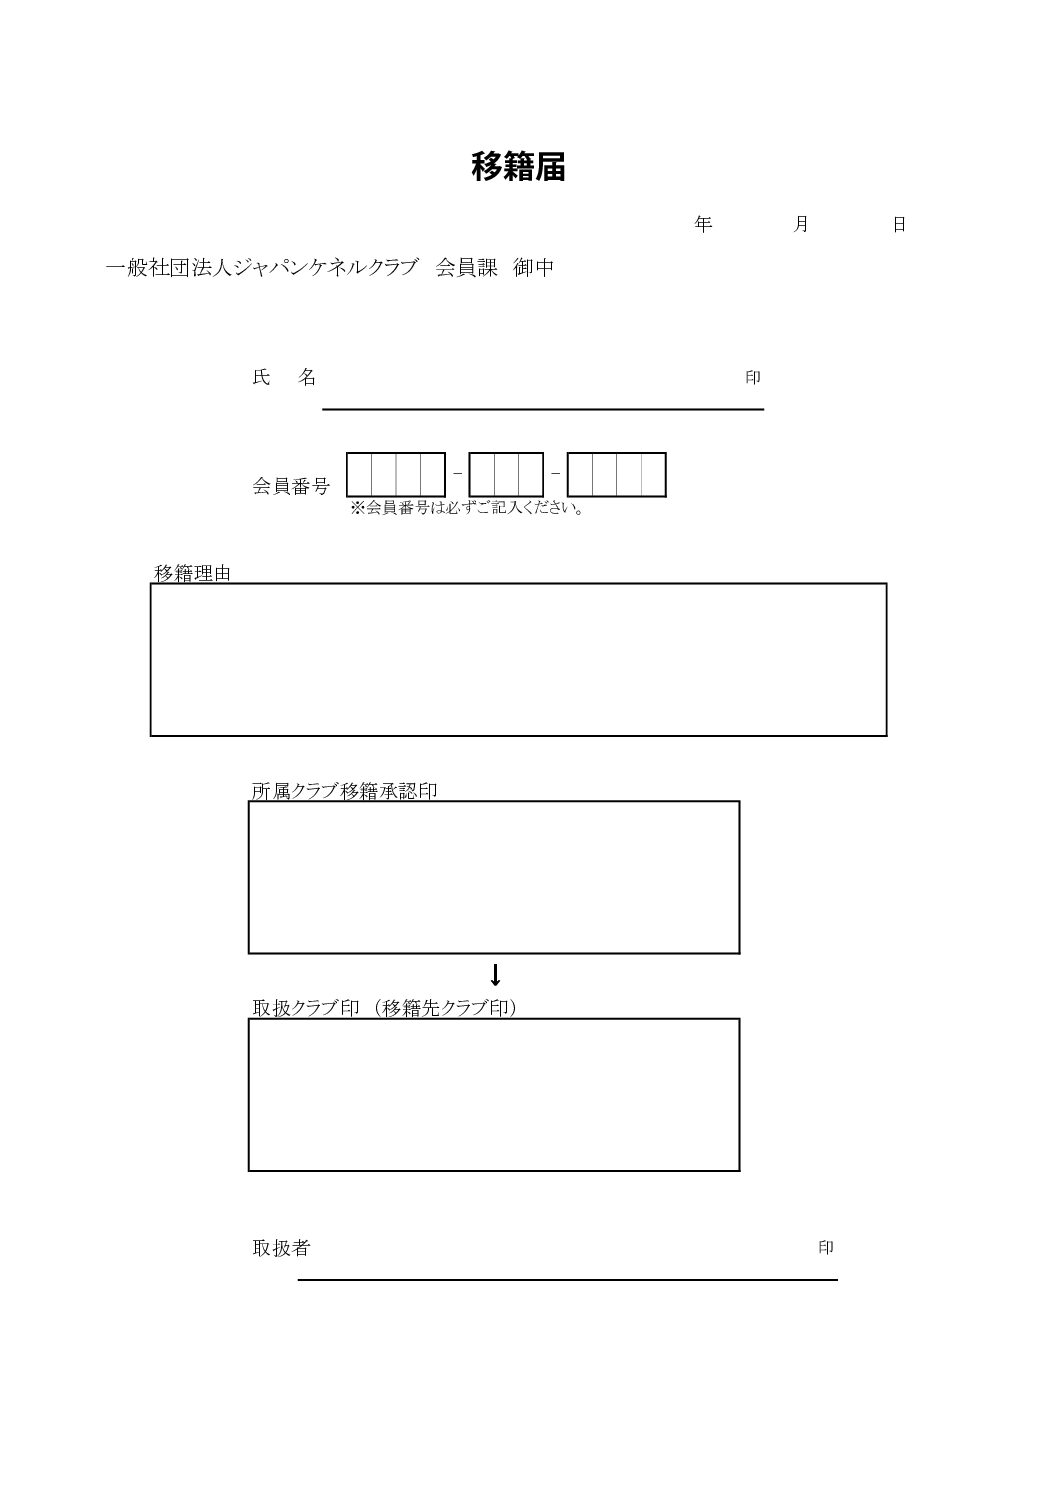 移籍届
年 月 日
一般社団法人ジャパンケネルクラブ 会員課 御中
氏 名 印
会員番号 － －
※会員番号は必ずご記入ください。
移籍理由
所属クラブ移籍承認印
↓
取扱クラブ印 （移籍先クラブ印）
取扱者 印